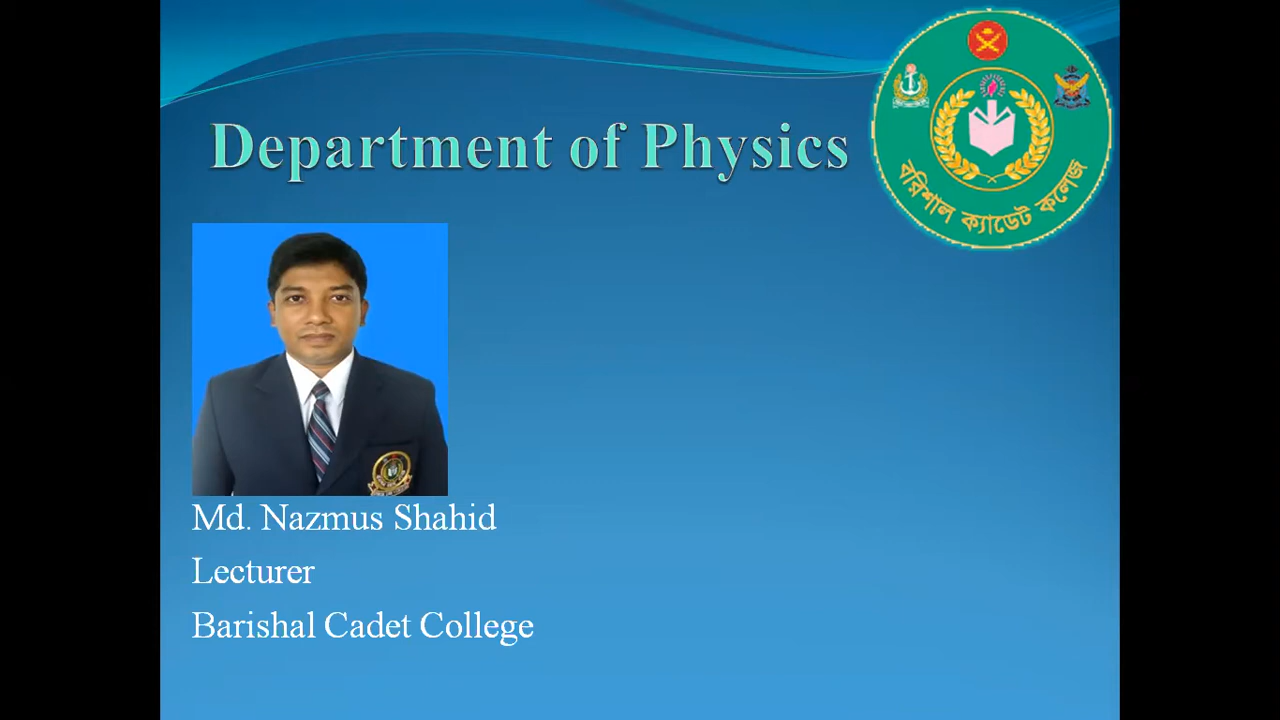 Department of Physics
বরিশাল ক্যাডেট কলেজ
Md. Nazmus Shahid
Lecturer
Barishal Cadet College